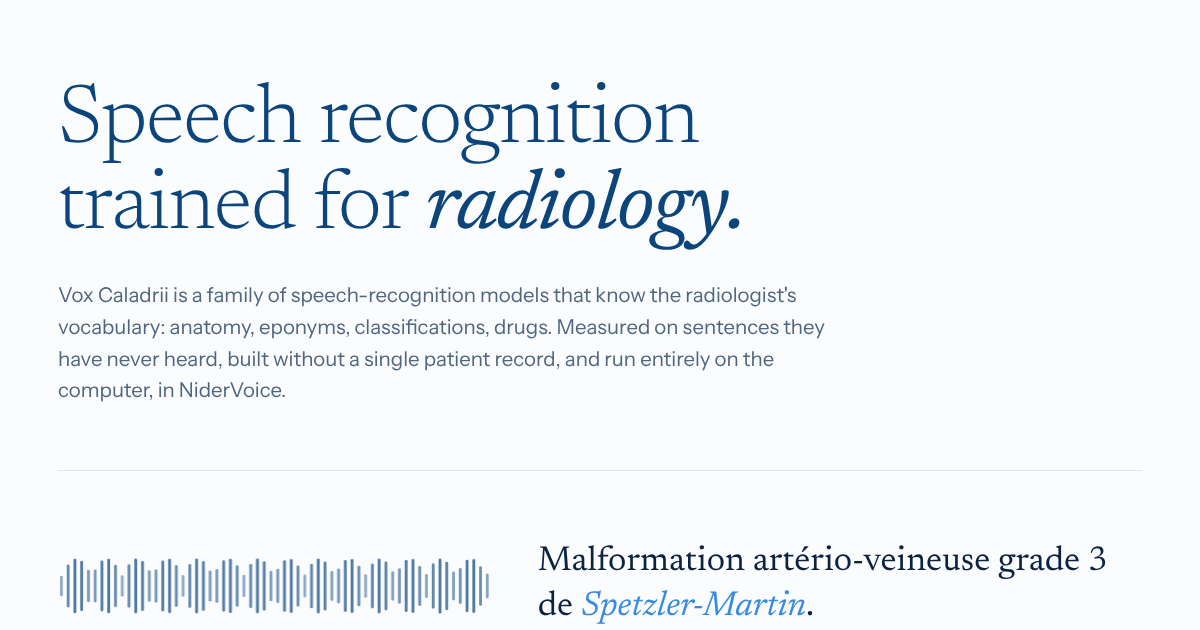 Speech recognition
trained for radiology.
Vox Caladrii is a family of speech-recognition models that know the radiologist's
vocabulary: anatomy, eponyms, classifications, drugs. Measured on sentences they
have never heard, built without a single patient record, and run entirely on the
computer, in NiderVoice.
Malformation artério-veineuse grade 3
de Spetzler-Martin.